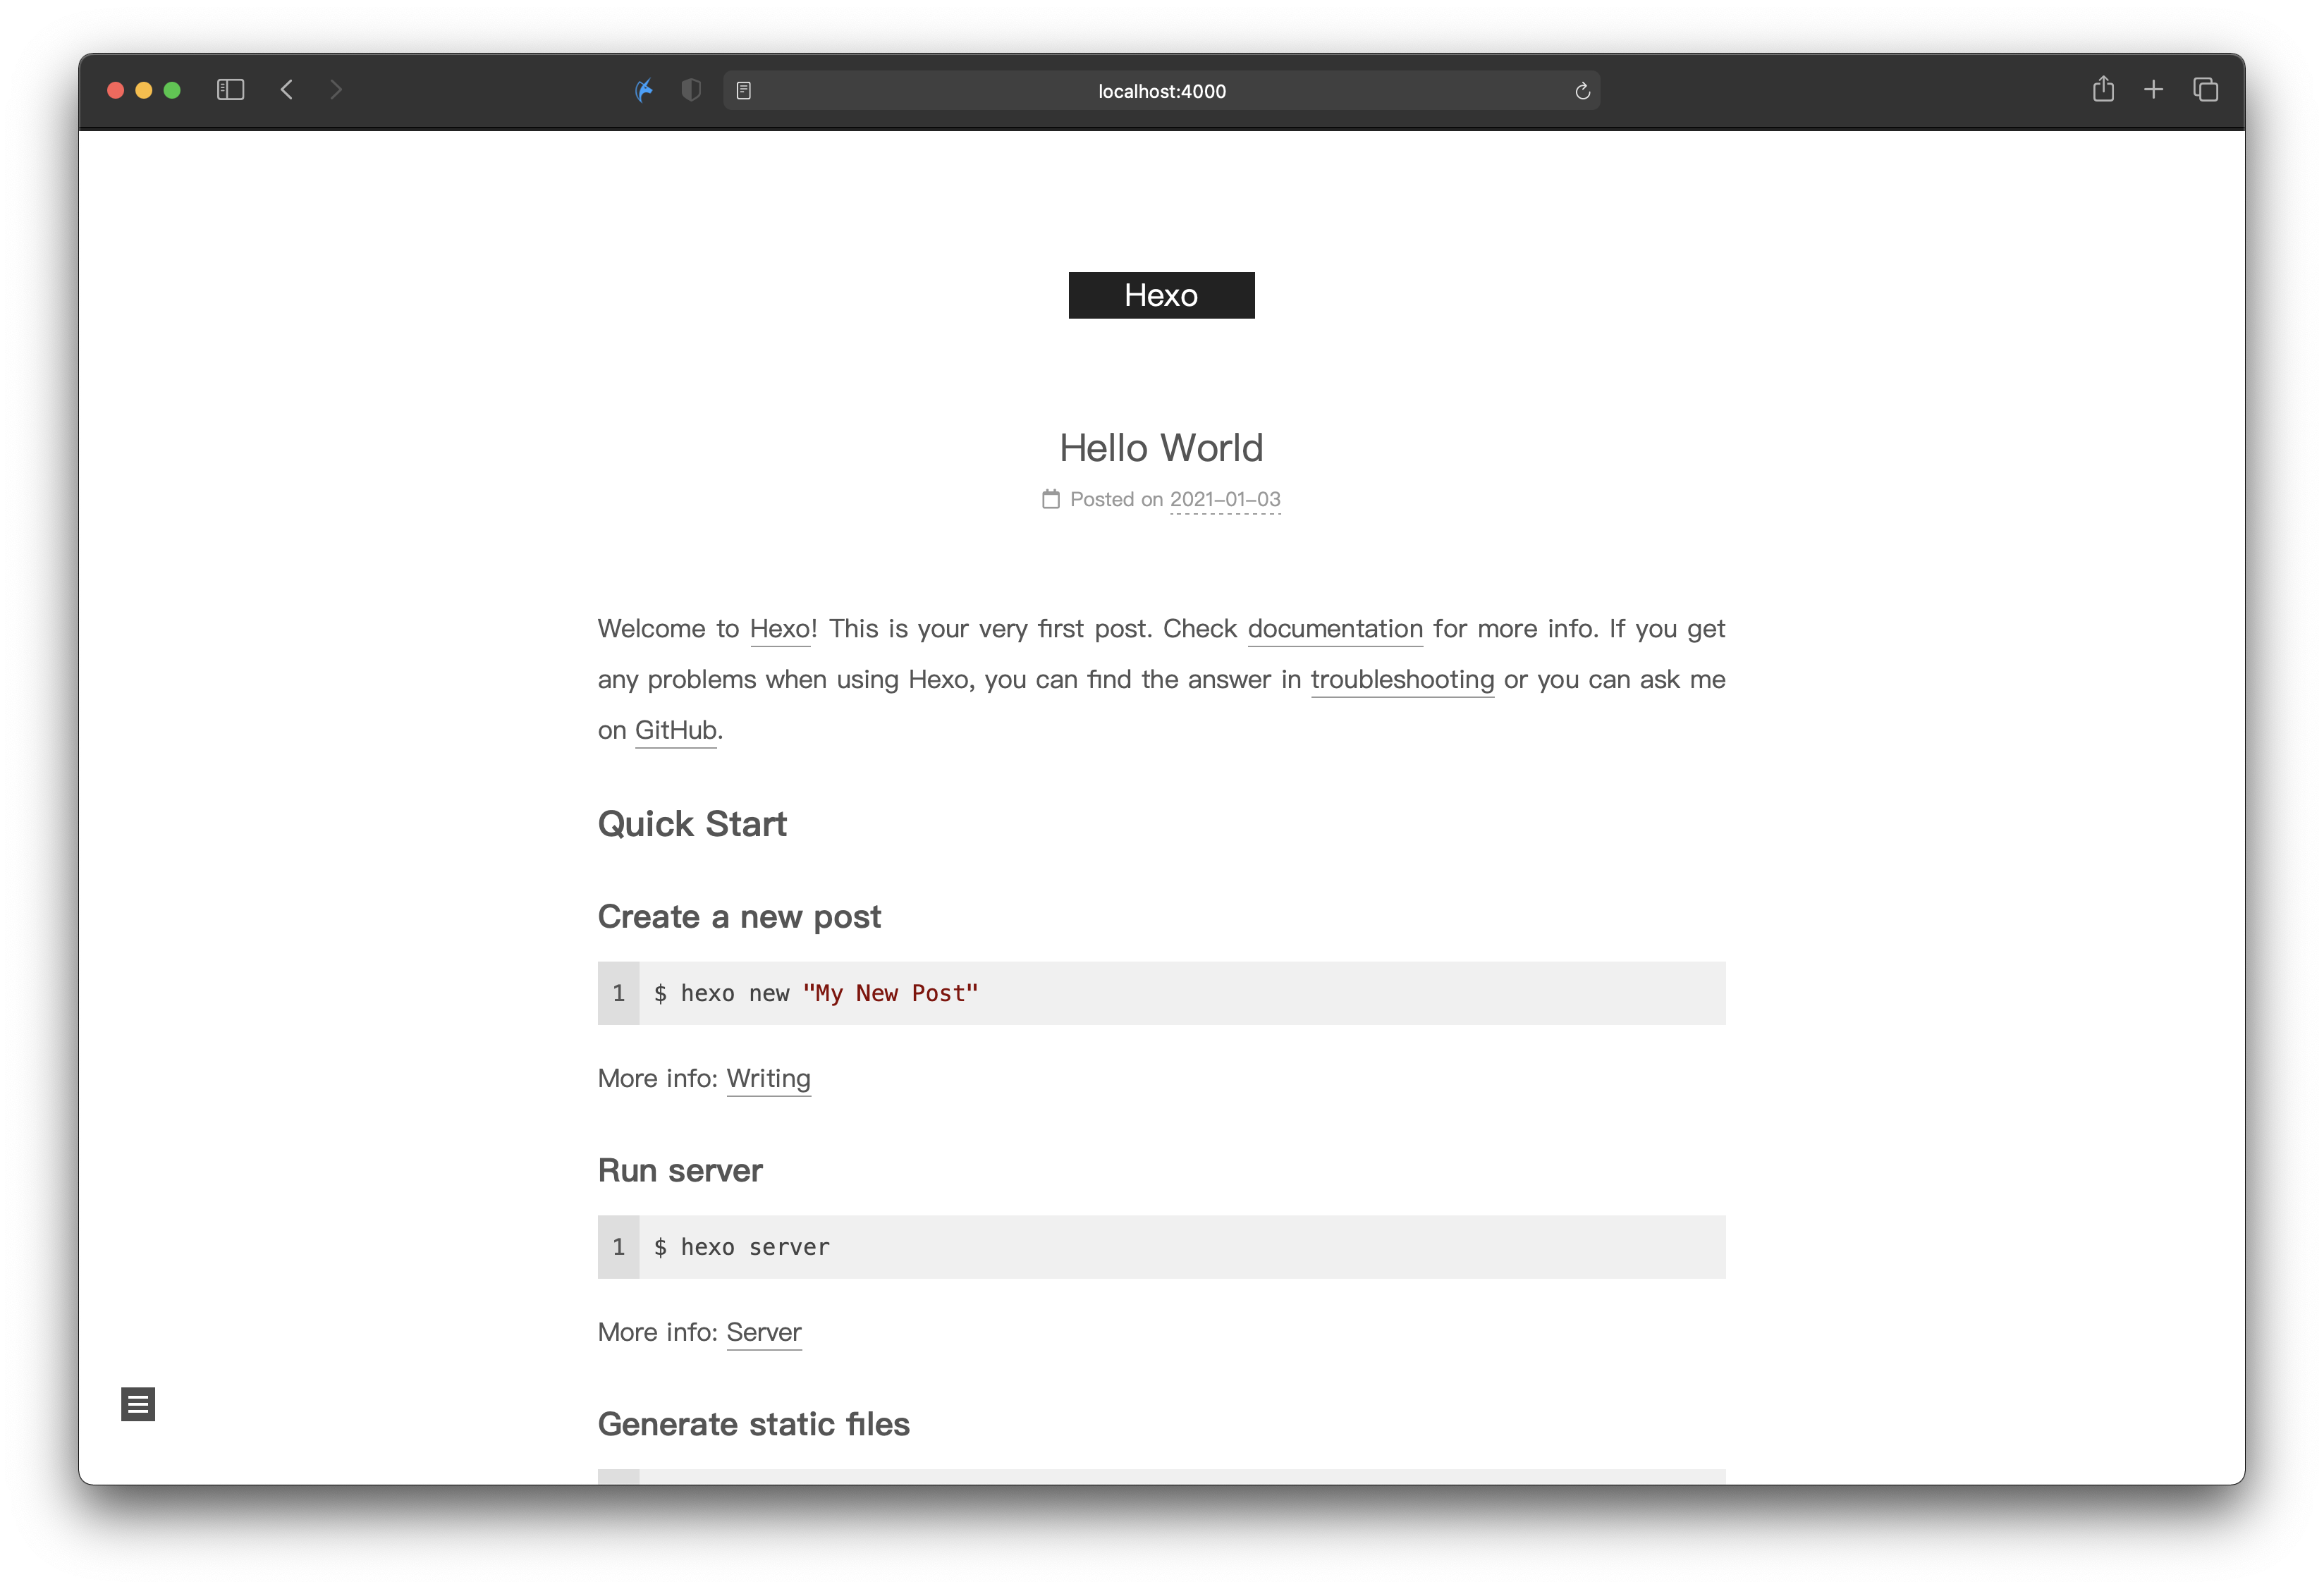 localhost:4000
Hexo
Hello World
Posted on 2021-01-03
Welcome to Hexo! This is your very first post. Check documentation for more info. If you get
any problems when using Hexo, you can find the answer in troubleshooting or you can ask me
on GitHub.
Quick Start
Create a new post
1 $ hexo new "My New Post"
More info: Writing
Run server
1 $ hexo server
More info: Server
Generate static files